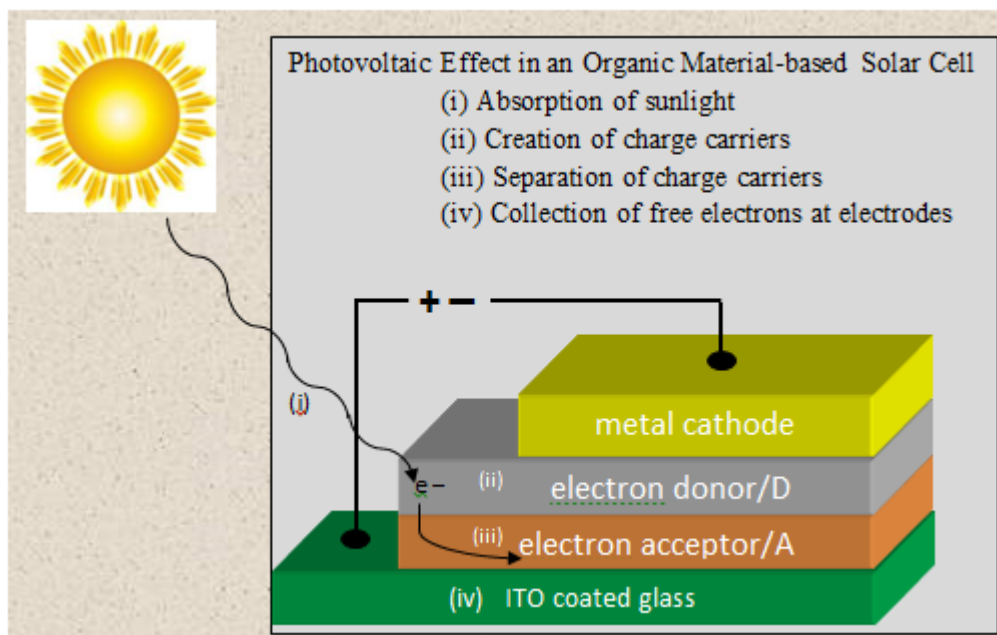 Photovoltaic Effect in an Organic Material-based Solar Cell
(i) Absorption of sunlight
(ii) Creation of charge carriers
(iii) Separation of charge carriers
(iv) Collection of free electrons at electrodes
+ −
(i)
metal cathode
e− (ii) electron donor/D
(iii) electron acceptor/A
(iv) ITO coated glass